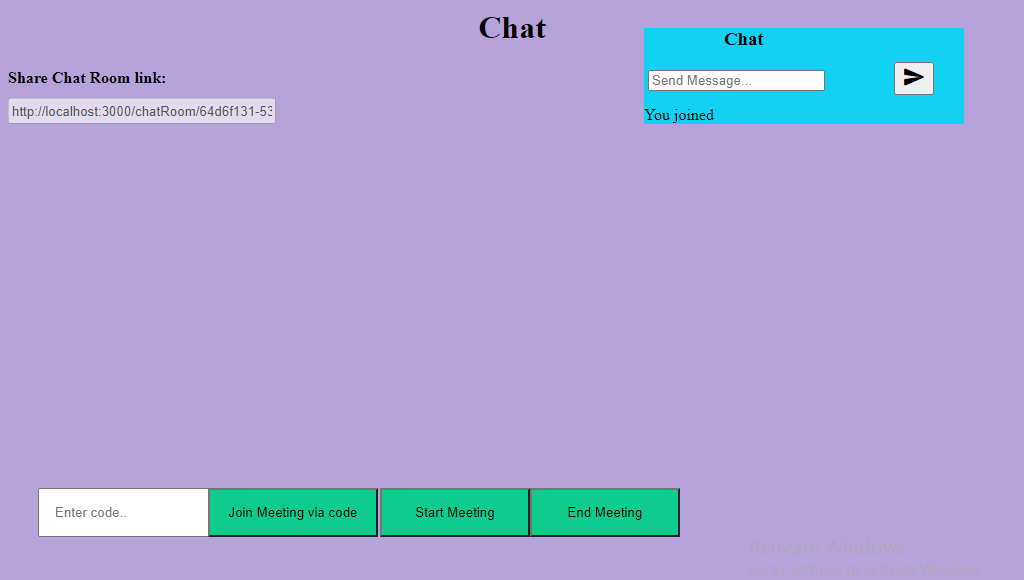 Chat
Share Chat Room link:
http://localhost:3000/chatRoom/64d6f131-53
Chat
Send Message...
You joined
Enter code..
Join Meeting via code
Start Meeting
End Meeting
Activate Windows
Go to Settings to activate Windows.